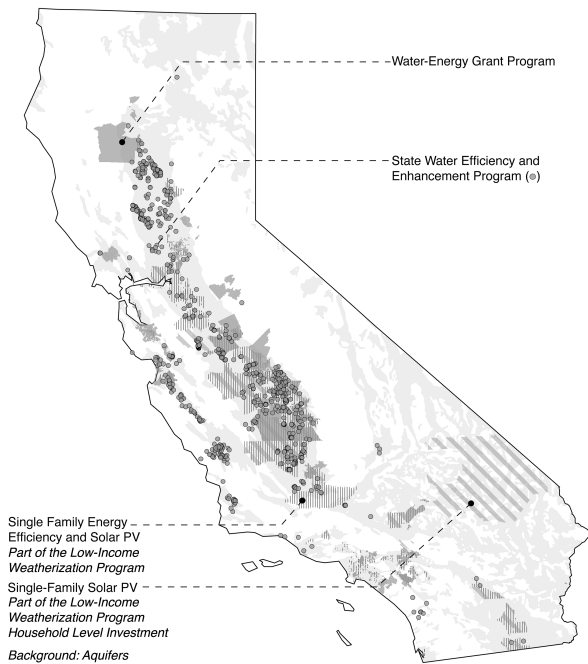 Water-Energy Grant Program
State Water Efficiency and
Enhancement Program (●)
Single Family Energy
Efficiency and Solar PV
Part of the Low-Income
Weatherization Program
Single-Family Solar PV
Part of the Low-Income
Weatherization Program
Household Level Investment
Background: Aquifers